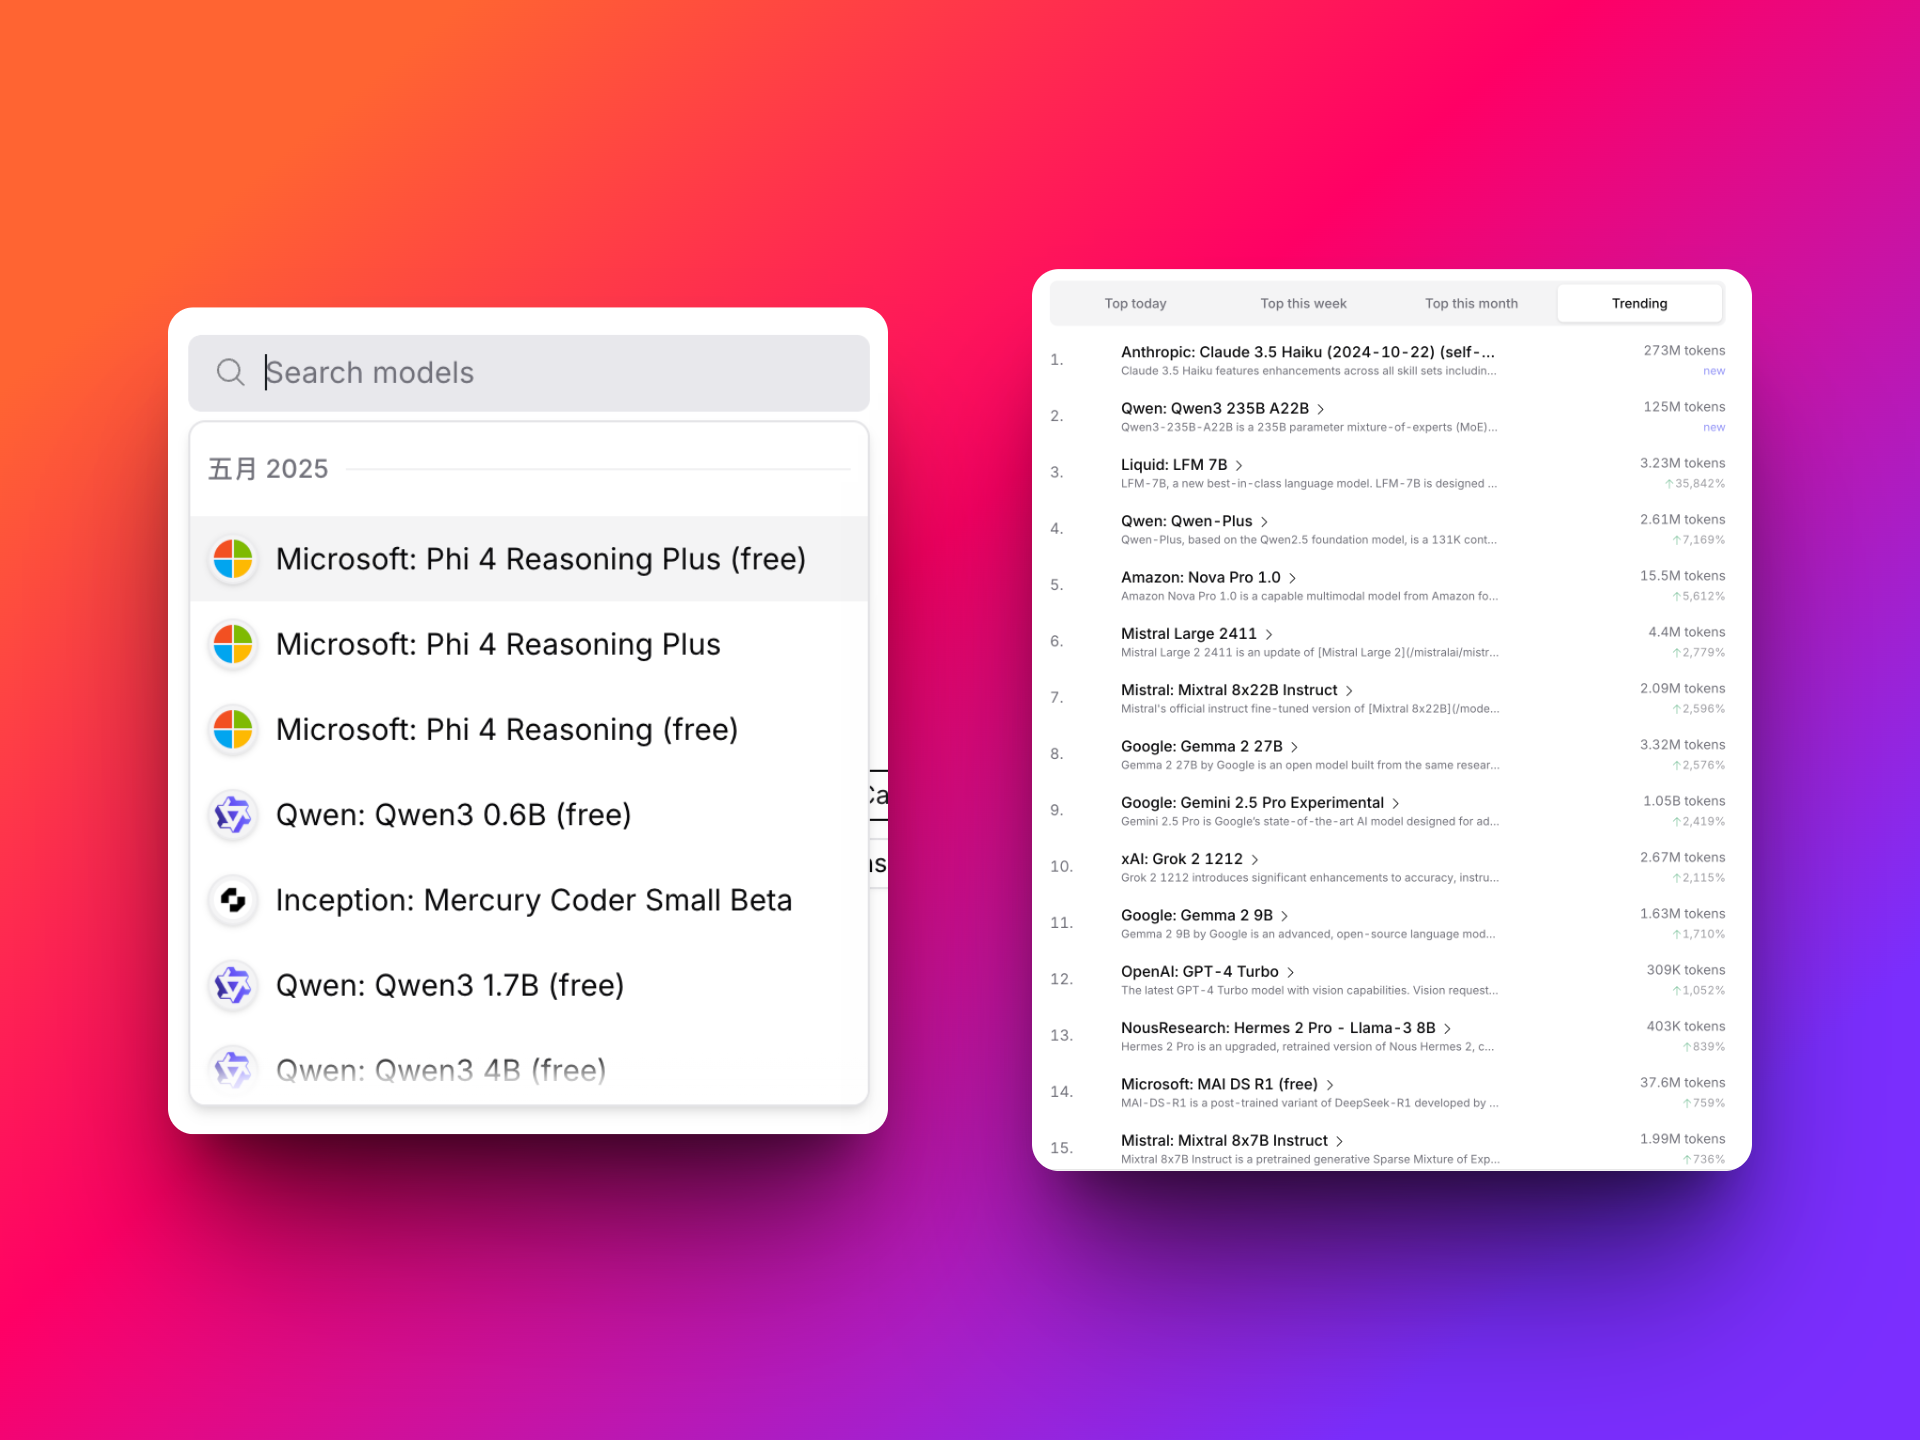 Search models
五月 2025
Microsoft: Phi 4 Reasoning Plus (free)
Microsoft: Phi 4 Reasoning Plus
Microsoft: Phi 4 Reasoning (free)
Qwen: Qwen3 0.6B (free)
Inception: Mercury Coder Small Beta
Qwen: Qwen3 1.7B (free)
Qwen: Qwen3 4B (free)
Top today Top this week Top this month Trending
1. Anthropic: Claude 3.5 Haiku (2024-10-22) (self-... 273M tokens
Claude 3.5 Haiku features enhancements across all skill sets includin... new
2. Qwen: Qwen3 235B A22B 125M tokens
Qwen3-235B-A22B is a 235B parameter mixture-of-experts (MoE)... new
3. Liquid: LFM 7B 3.23M tokens
LFM-7B, a new best-in-class language model. LFM-7B is designed ... ↑35,842%
4. Qwen: Qwen-Plus 2.61M tokens
Qwen-Plus, based on the Qwen2.5 foundation model, is a 131K cont... ↑7,169%
5. Amazon: Nova Pro 1.0 15.5M tokens
Amazon Nova Pro 1.0 is a capable multimodal model from Amazon fo... ↑5,612%
6. Mistral Large 2411 4.4M tokens
Mistral Large 2 2411 is an update of [Mistral Large 2](/mistralai/mistr... ↑2,779%
7. Mistral: Mixtral 8x22B Instruct 2.09M tokens
Mistral's official instruct fine-tuned version of [Mixtral 8x22B](/mode... ↑2,596%
8. Google: Gemma 2 27B 3.32M tokens
Gemma 2 27B by Google is an open model built from the same resear... ↑2,576%
9. Google: Gemini 2.5 Pro Experimental 1.05B tokens
Gemini 2.5 Pro is Google's state-of-the-art AI model designed for ad... ↑2,419%
10. xAI: Grok 2 1212 2.67M tokens
Grok 2 1212 introduces significant enhancements to accuracy, instru... ↑2,115%
11. Google: Gemma 2 9B 1.63M tokens
Gemma 2 9B by Google is an advanced, open-source language mod... ↑1,710%
12. OpenAI: GPT-4 Turbo 309K tokens
The latest GPT-4 Turbo model with vision capabilities. Vision request... ↑1,052%
13. NousResearch: Hermes 2 Pro - Llama-3 8B 403K tokens
Hermes 2 Pro is an upgraded, retrained version of Nous Hermes 2, c... ↑839%
14. Microsoft: MAI DS R1 (free) 37.6M tokens
MAI-DS-R1 is a post-trained variant of DeepSeek-R1 developed by ... ↑759%
15. Mistral: Mixtral 8x7B Instruct 1.99M tokens
Mixtral 8x7B Instruct is a pretrained generative Sparse Mixture of Exp... ↑736%